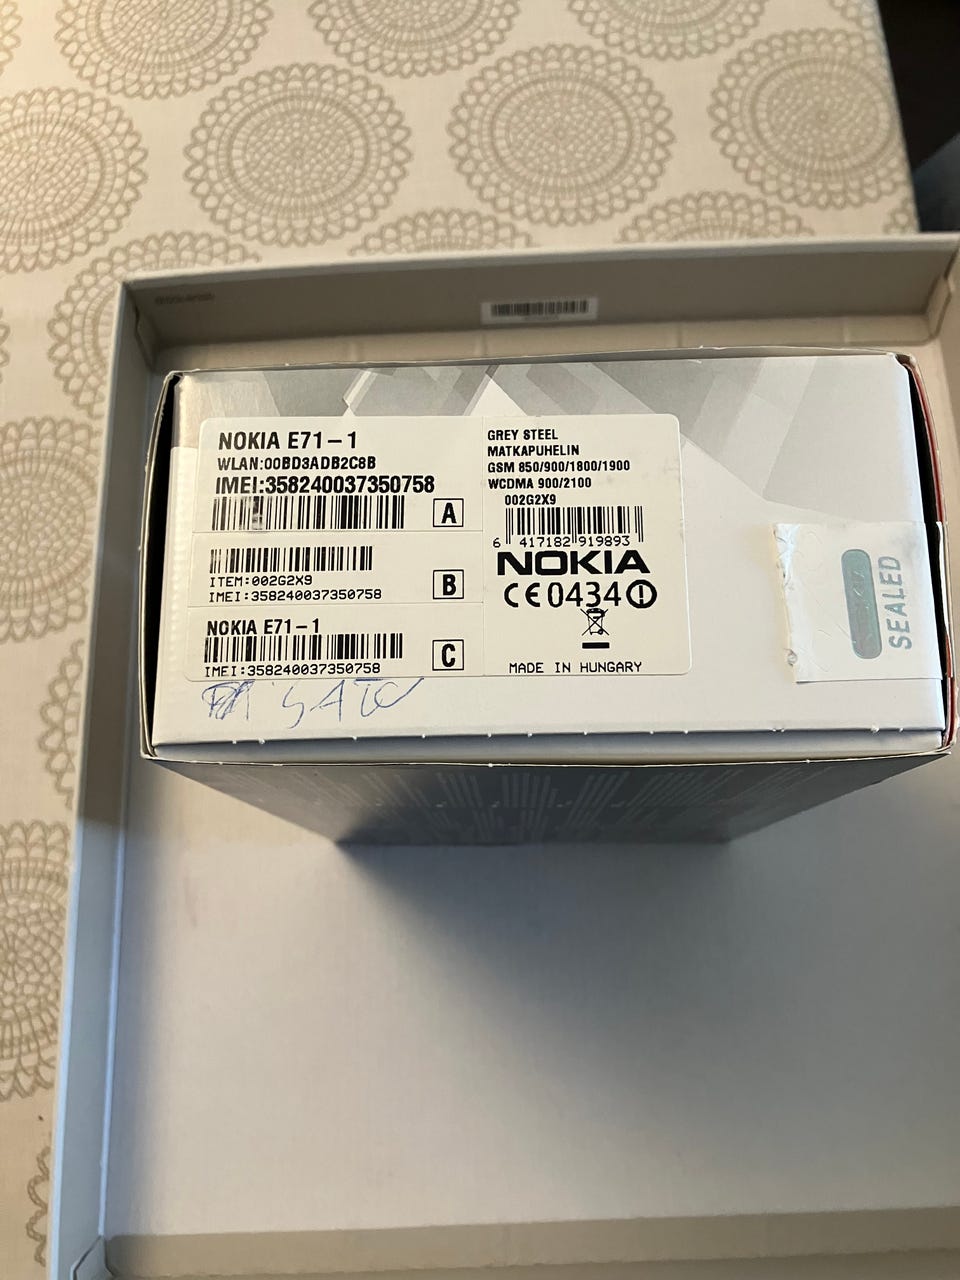 NOKIA E71-1
WLAN:00BD3ADB2C8B
IMEI:358240037350758
A
ITEM:002G2X9
IMEI:358240037350758
B
NOKIA E71-1
IMEI:358240037350758
C
GREY STEEL
MATKAPUHELIN
GSM 850/900/1800/1900
WCDMA 900/2100
002G2X9
6 417182 919893
NOKIA
CE0434
MADE IN HUNGARY
SEALED